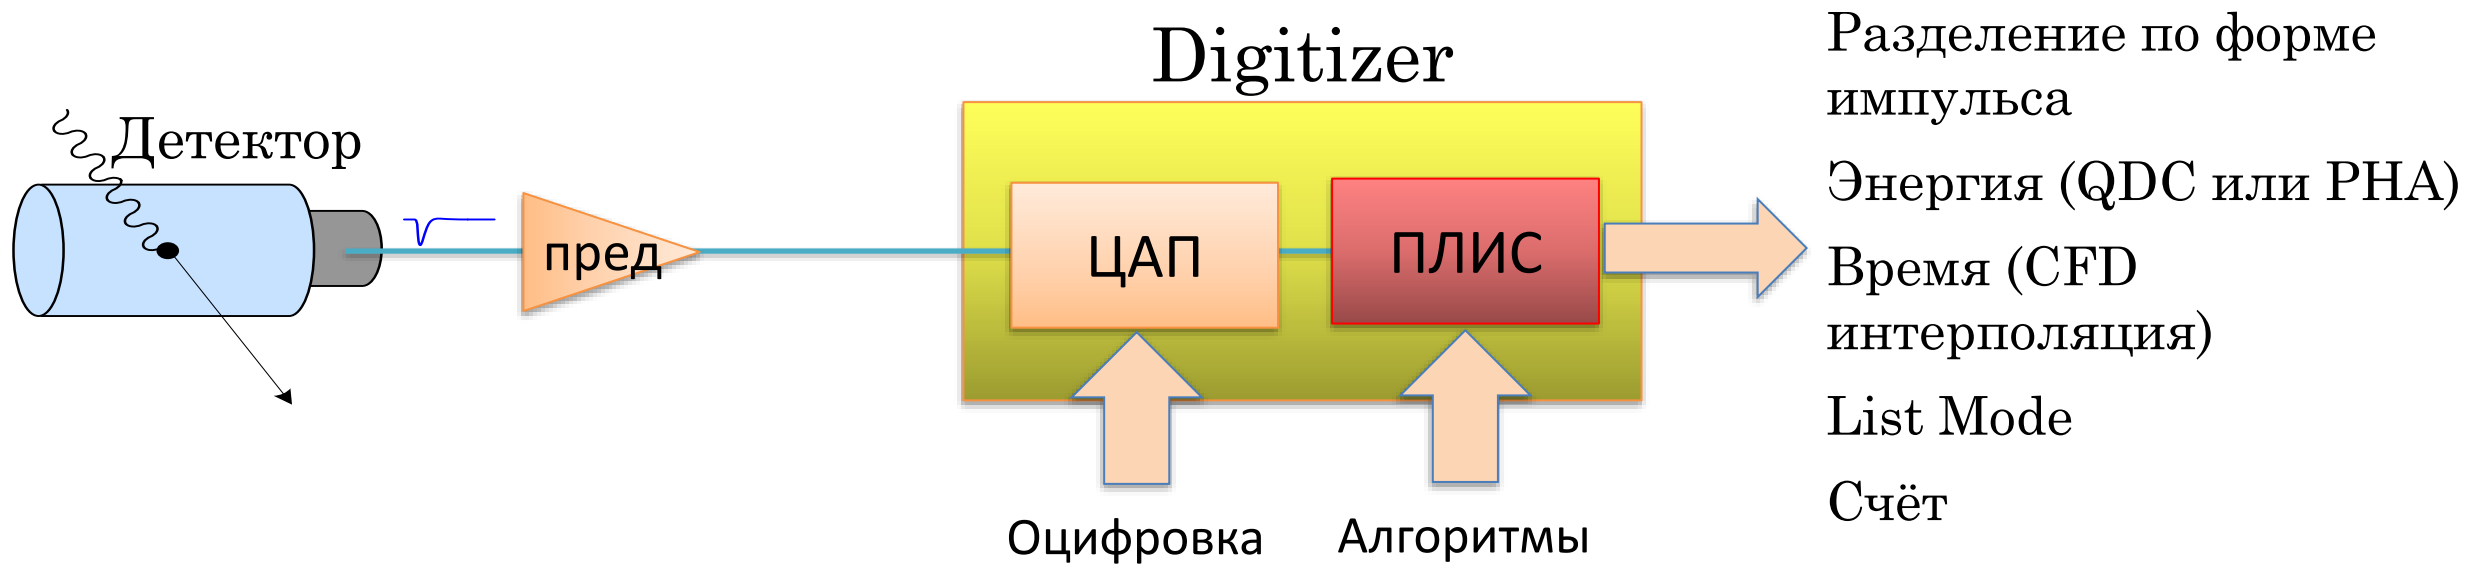 Digitizer
Детектор
пред
ЦАП
ПЛИС
Оцифровка
Алгоритмы
Разделение по форме
импульса
Энергия (QDC или PHA)
Время (CFD
интерполяция)
List Mode
Счёт